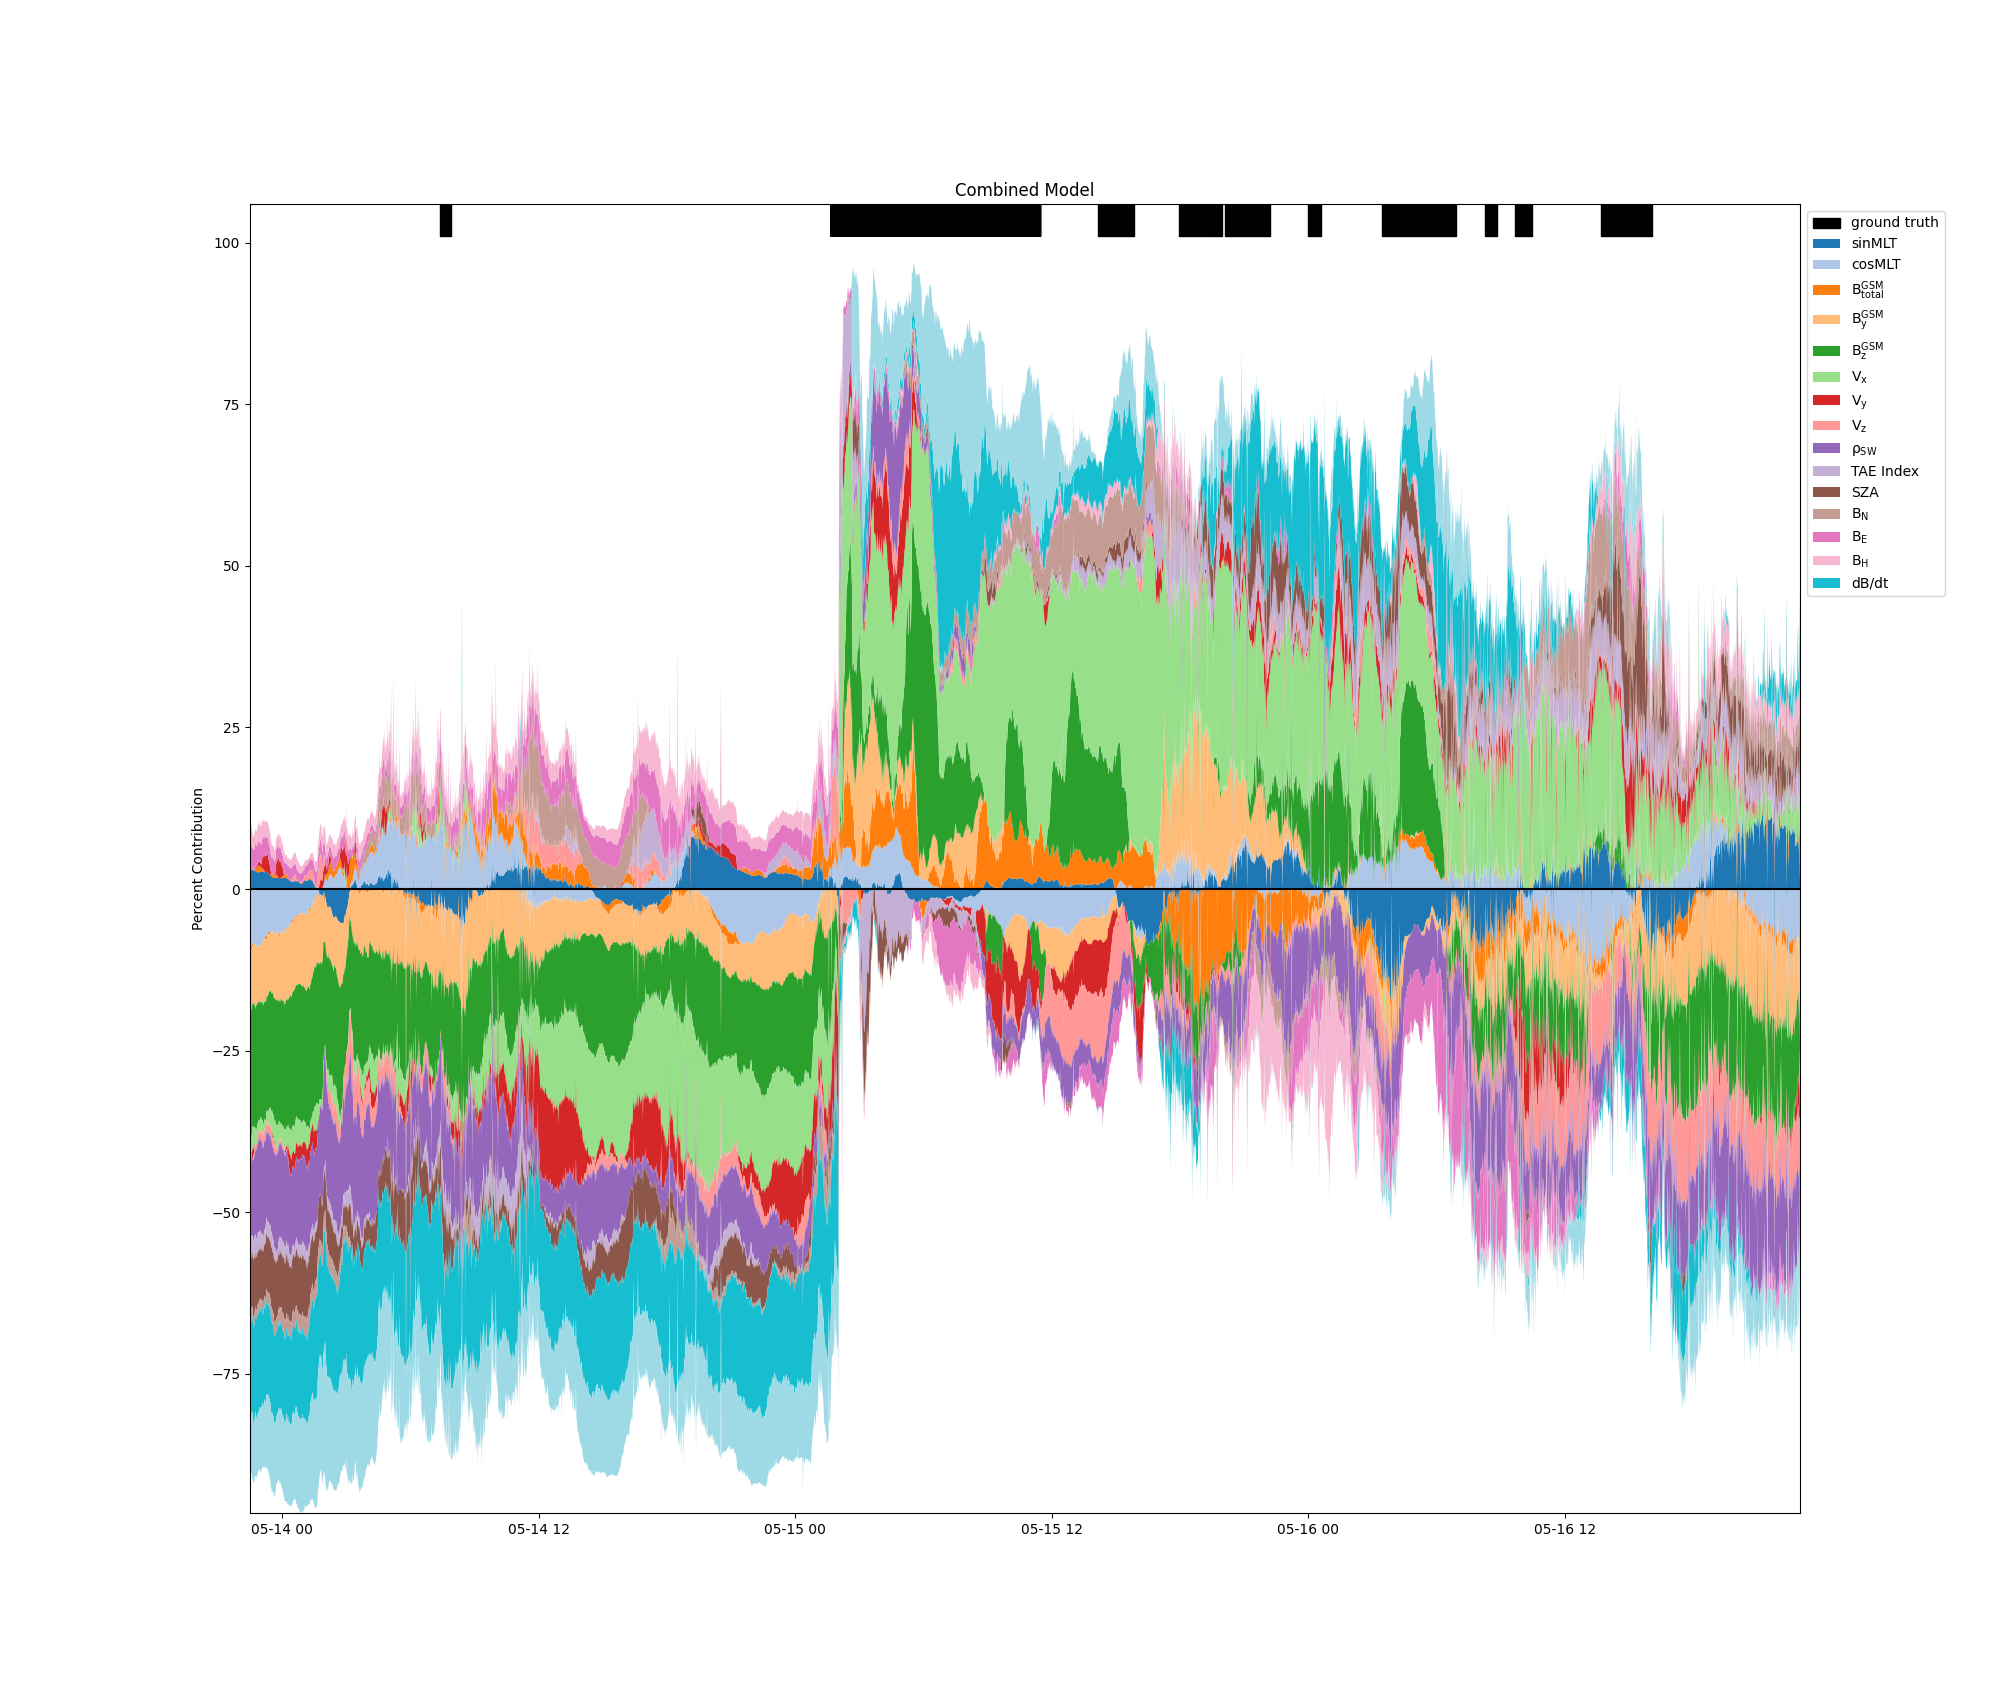 Combined Model
100
75
50
25
0
−25
−50
−75
Percent Contribution
05-14 00
05-14 12
05-15 00
05-15 12
05-16 00
05-16 12
ground truth
sinMLT
cosMLT
B_total^GSM
B_y^GSM
B_z^GSM
V_x
V_y
V_z
ρ_SW
TAE Index
SZA
B_N
B_E
B_H
dB/dt